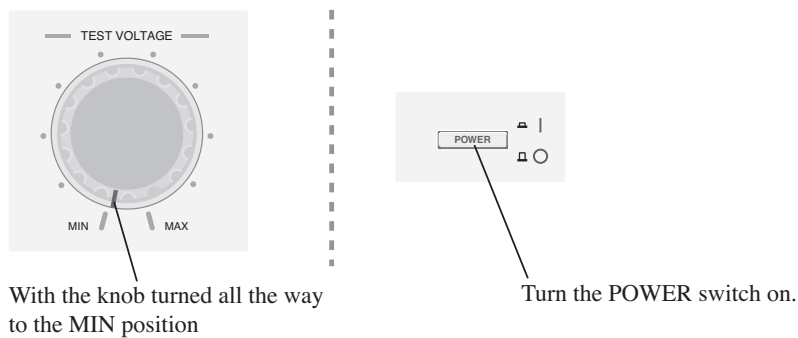 TEST VOLTAGE
MIN
MAX
With the knob turned all the way
to the MIN position
POWER
Turn the POWER switch on.